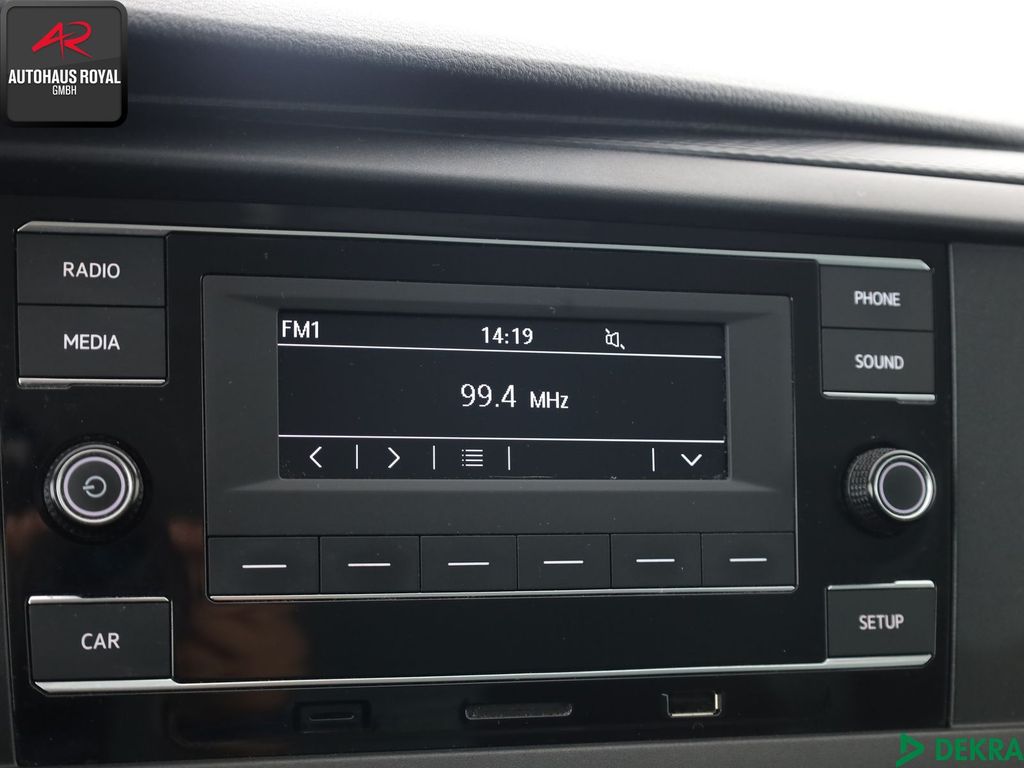 AR
AUTOHAUS ROYAL
GMBH
RADIO
MEDIA
FM1 14:19
99.4 MHz
PHONE
SOUND
CAR
SETUP
DEKRA